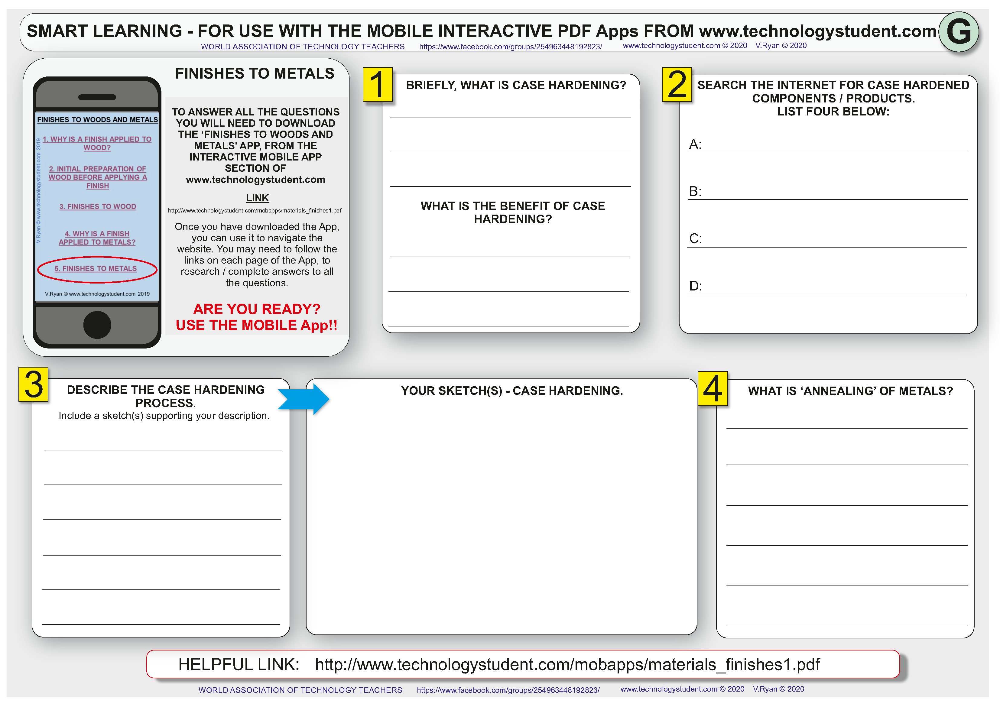 SMART LEARNING - FOR USE WITH THE MOBILE INTERACTIVE PDF Apps FROM www.technologystudent.com
G
WORLD ASSOCIATION OF TECHNOLOGY TEACHERS https://www.facebook.com/groups/254963448192823/ www.technologystudent.com © 2020 V.Ryan © 2020
FINISHES TO WOODS AND METALS
1. WHY IS A FINISH APPLIED TO
WOOD?
2. INITIAL PREPARATION OF
WOOD BEFORE APPLYING A
FINISH
3. FINISHES TO WOOD
4. WHY IS A FINISH
APPLIED TO METALS?
5. FINISHES TO METALS
V.Ryan © www.technologystudent.com 2019
V.Ryan © www.technologystudent.com 2019
FINISHES TO METALS
TO ANSWER ALL THE QUESTIONS
YOU WILL NEED TO DOWNLOAD
THE ‘FINISHES TO WOODS AND
METALS’ APP, FROM THE
INTERACTIVE MOBILE APP
SECTION OF
www.technologystudent.com
LINK
http://www.technologystudent.com/mobapps/materials_finishes1.pdf
Once you have downloaded the App,
you can use it to navigate the
website. You may need to follow the
links on each page of the App, to
research / complete answers to all
the questions.
ARE YOU READY?
USE THE MOBILE App!!
1
BRIEFLY, WHAT IS CASE HARDENING?
WHAT IS THE BENEFIT OF CASE
HARDENING?
2
SEARCH THE INTERNET FOR CASE HARDENED
COMPONENTS / PRODUCTS.
LIST FOUR BELOW:
A:
B:
C:
D:
3
DESCRIBE THE CASE HARDENING
PROCESS.
Include a sketch(s) supporting your description.
YOUR SKETCH(S) - CASE HARDENING.
4
WHAT IS ‘ANNEALING’ OF METALS?
HELPFUL LINK: http://www.technologystudent.com/mobapps/materials_finishes1.pdf
WORLD ASSOCIATION OF TECHNOLOGY TEACHERS https://www.facebook.com/groups/254963448192823/ www.technologystudent.com © 2020 V.Ryan © 2020